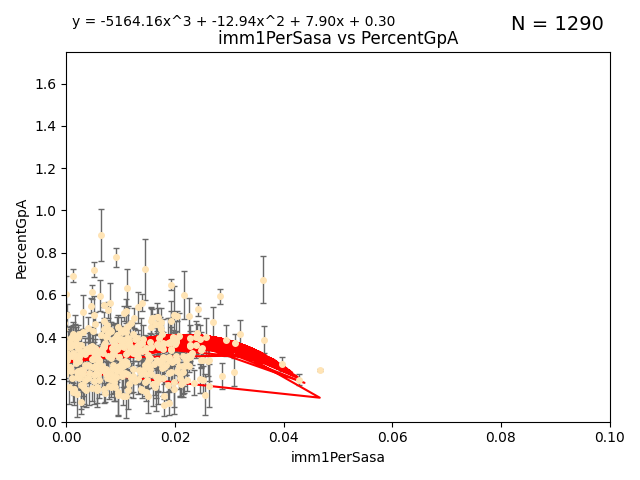 y = -5164.16x^3 + -12.94x^2 + 7.90x + 0.30
N = 1290
imm1PerSasa vs PercentGpA
PercentGpA
1.6
1.4
1.2
1.0
0.8
0.6
0.4
0.2
0.0
0.00 0.02 0.04 0.06 0.08 0.10
imm1PerSasa